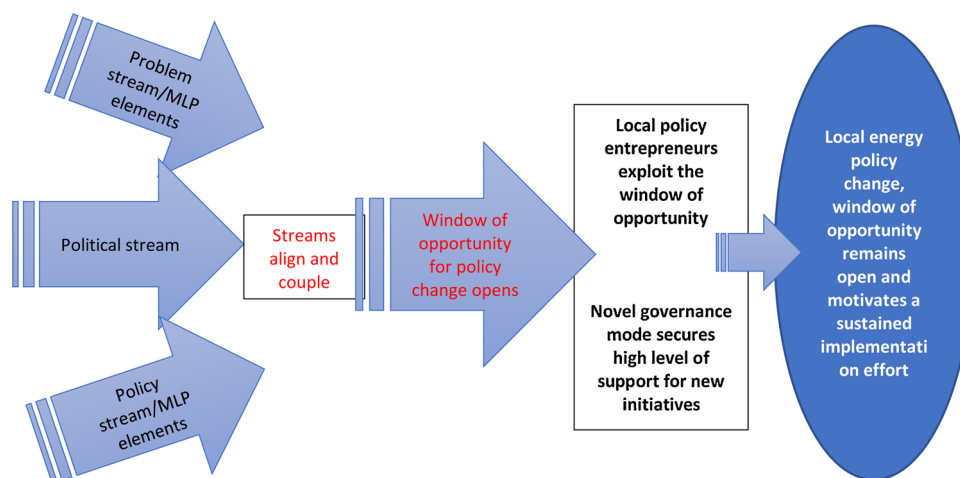 Problem
stream/MLP
elements
Political stream
Policy
stream/MLP
elements
Streams
align and
couple
Window of
opportunity
for policy
change opens
Local policy
entrepreneurs
exploit the
window of
opportunity
Novel governance
mode secures
high level of
support for new
initiatives
Local energy
policy
change,
window of
opportunity
remains
open and
motivates a
sustained
implementati
on effort